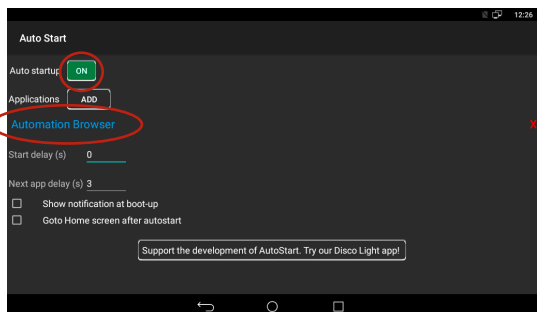 12:26
Auto Start
Auto startup ON
Applications ADD
Automation Browser X
Start delay (s) 0
Next app delay (s) 3
Show notification at boot-up
Goto Home screen after autostart
Support the development of AutoStart. Try our Disco Light app!